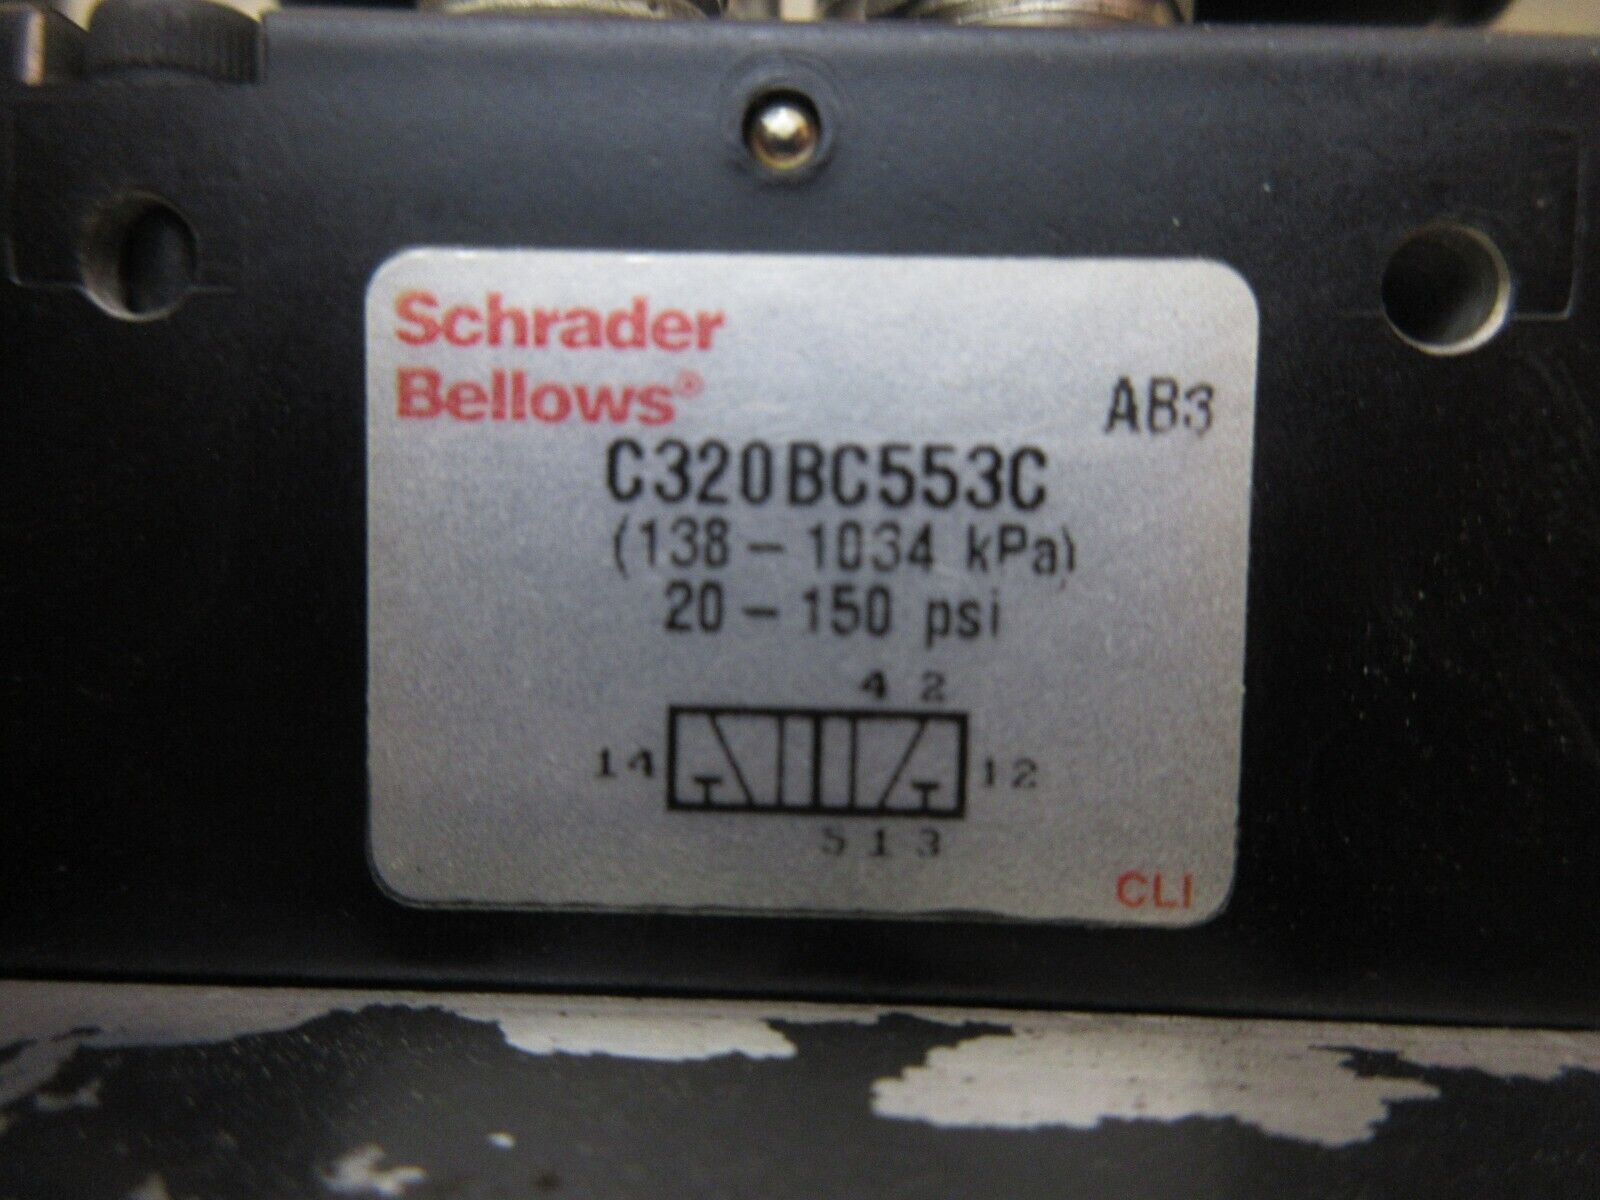 Schrader
Bellows®
AB3
C320BC553C
(138-1034 kPa)
20-150 psi
4 2
14 12
5 1 3
CLI